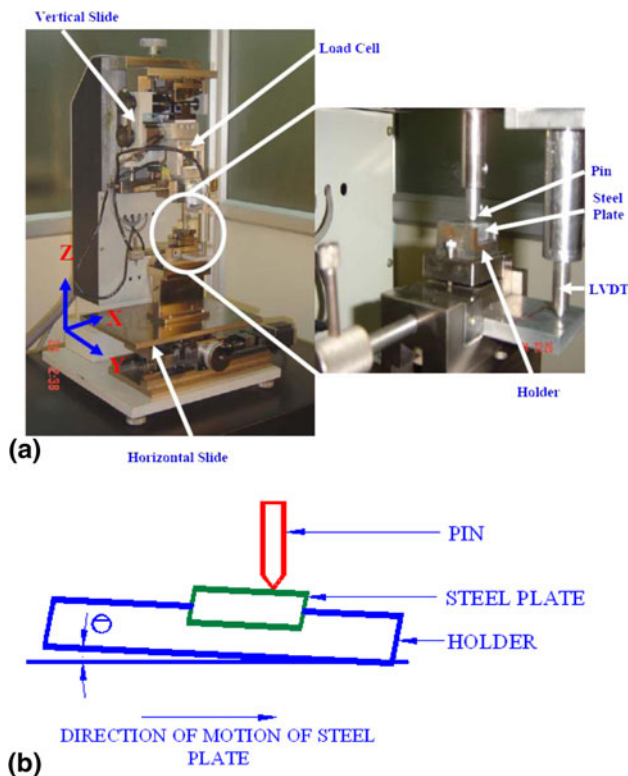 Vertical Slide
Load Cell
Pin
Steel
Plate
LVDT
Holder
Z
X
Y
Horizontal Slide
(a)
PIN
STEEL PLATE
HOLDER
Θ
DIRECTION OF MOTION OF STEEL
PLATE
(b)